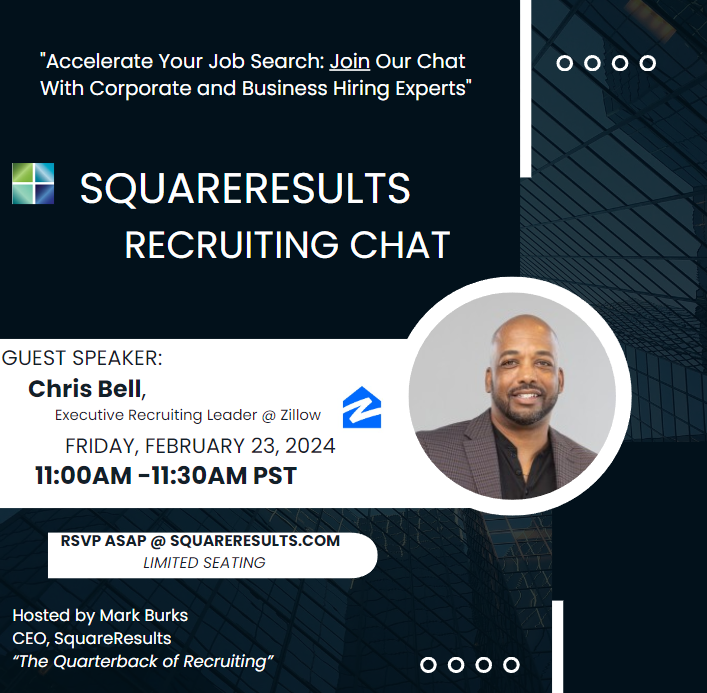 "Accelerate Your Job Search: Join Our Chat
With Corporate and Business Hiring Experts"
SQUARERESULTS
RECRUITING CHAT
GUEST SPEAKER:
Chris Bell,
Executive Recruiting Leader @ Zillow
FRIDAY, FEBRUARY 23, 2024
11:00AM –11:30AM PST
RSVP ASAP @ SQUARERESULTS.COM
LIMITED SEATING
Hosted by Mark Burks
CEO, SquareResults
“The Quarterback of Recruiting”